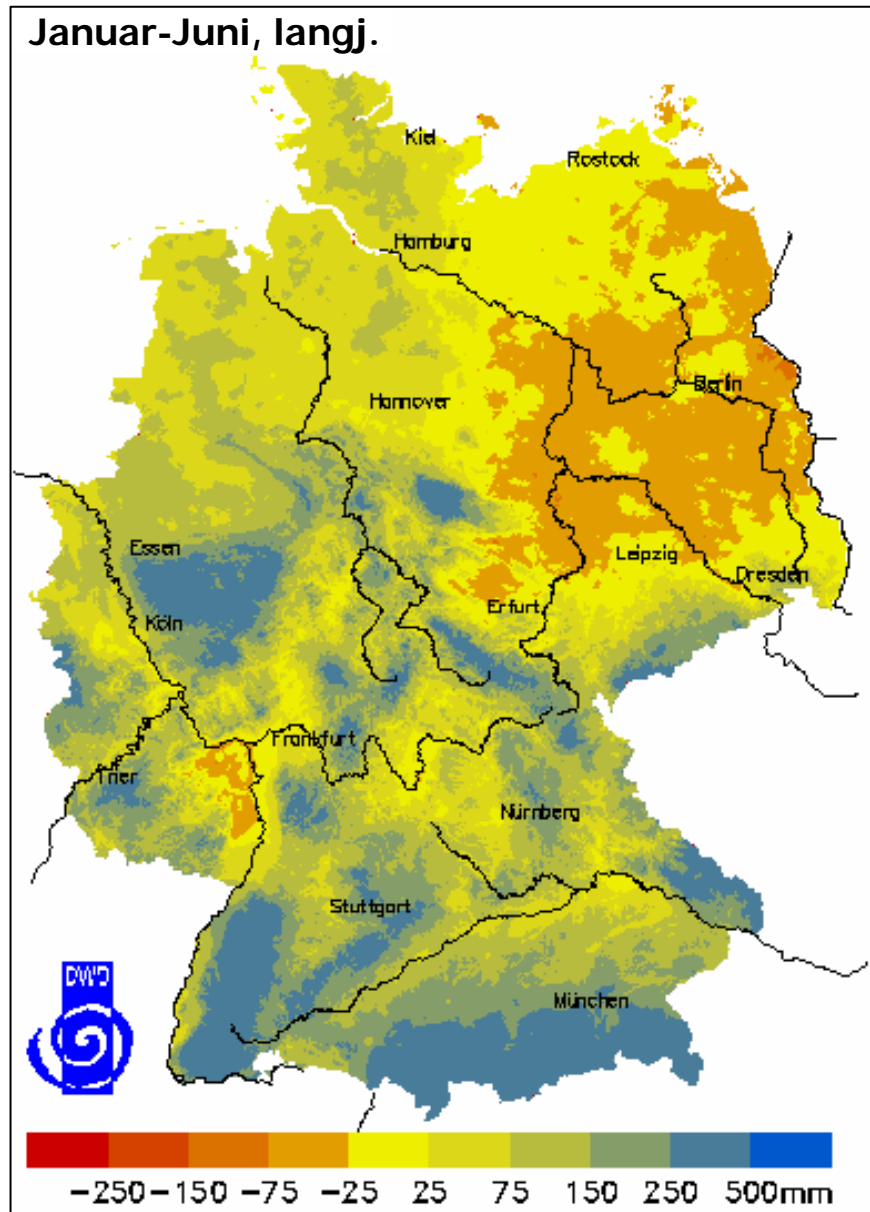 Januar-Juni, langj.
Kiel
Rostock
Hamburg
Berlin
Hannover
Essen
Leipzig
Dresden
Köln
Erfurt
Frankfurt
Trier
Nürnberg
Stuttgart
DWD
München
-250 -150 -75 -25 25 75 150 250 500mm